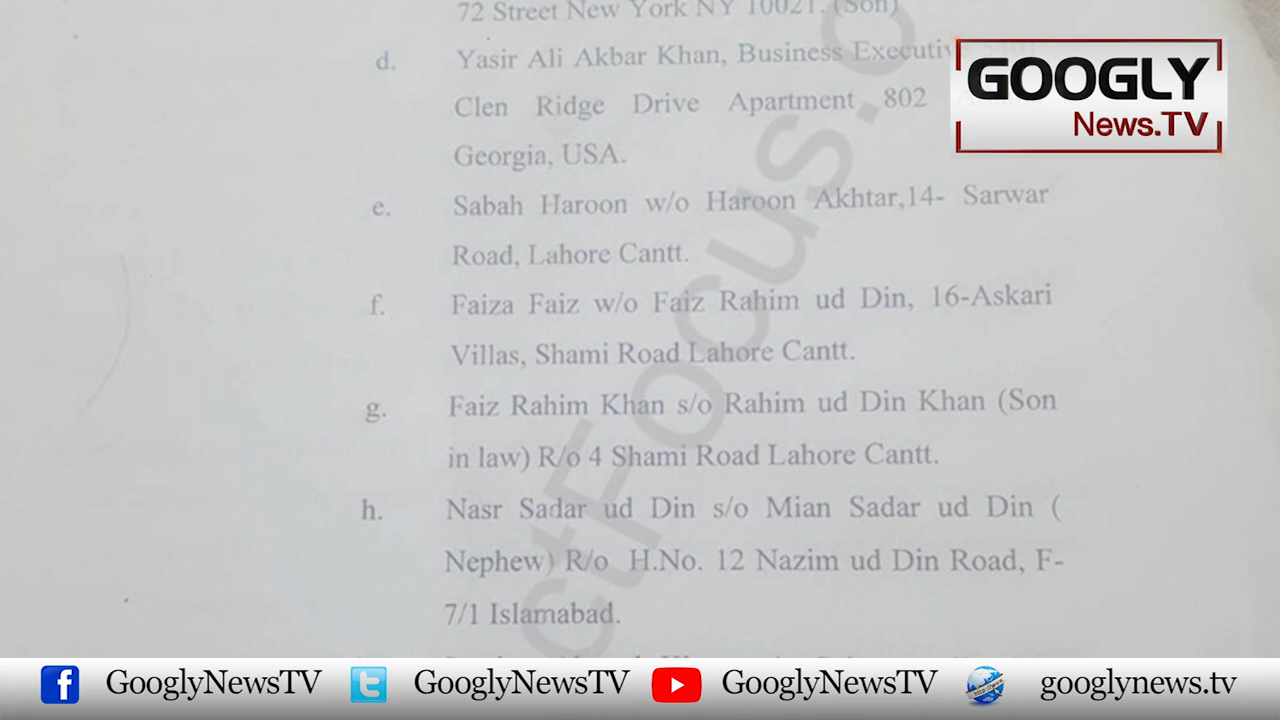 72 Street New York NY 10021. (Son)
d. Yasir Ali Akbar Khan, Business Executive
Clen Ridge Drive Apartment 802
Georgia, USA.
e. Sabah Haroon w/o Haroon Akhtar,14- Sarwar
Road, Lahore Cantt.
f. Faiza Faiz w/o Faiz Rahim ud Din, 16-Askari
Villas, Shami Road Lahore Cantt.
g. Faiz Rahim Khan s/o Rahim ud Din Khan (Son
in law) R/o 4 Shami Road Lahore Cantt.
h. Nasr Sadar ud Din s/o Mian Sadar ud Din (
Nephew) R/o H.No. 12 Nazim ud Din Road, F-
7/1 Islamabad.
ctFocus.c
GOOGLY
News.TV
GooglyNewsTV GooglyNewsTV GooglyNewsTV googlynews.tv